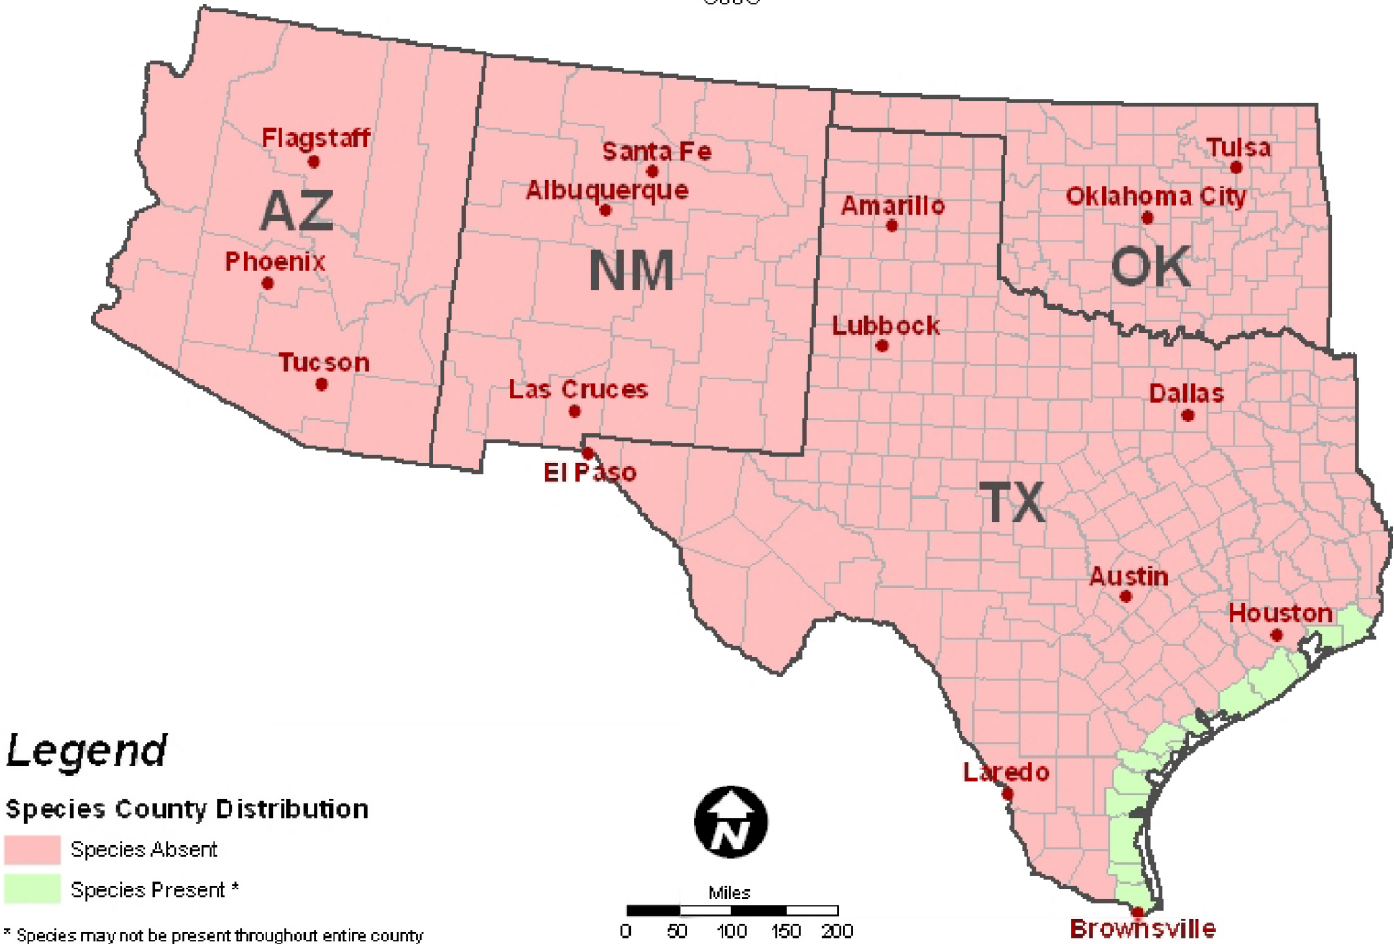 Flagstaff
AZ
Phoenix
Tucson
Santa Fe
Albuquerque
NM
Las Cruces
El Paso
Amarillo
Lubbock
Tulsa
Oklahoma City
OK
Dallas
TX
Austin
Houston
Laredo
Brownsville
Legend
Species County Distribution
Species Absent
Species Present *
* Species may not be present throughout entire county
N
Miles
0 50 100 150 200